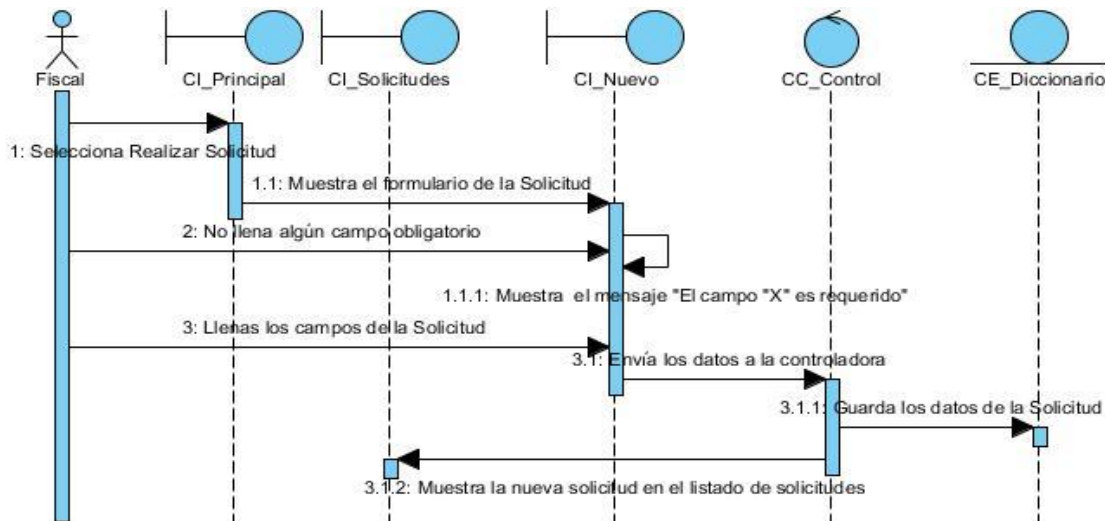 Fiscal
CI_Principal
CI_Solicitudes
CI_Nuevo
CC_Control
CE_Diccionario
1: Selecciona Realizar Solicitud
1.1: Muestra el formulario de la Solicitud
2: No llena algún campo obligatorio
1.1.1: Muestra el mensaje "El campo "X" es requerido"
3: Llenas los campos de la Solicitud
3.1: Envía los datos a la controladora
3.1.1: Guarda los datos de la Solicitud
3.1.2: Muestra la nueva solicitud en el listado de solicitudes